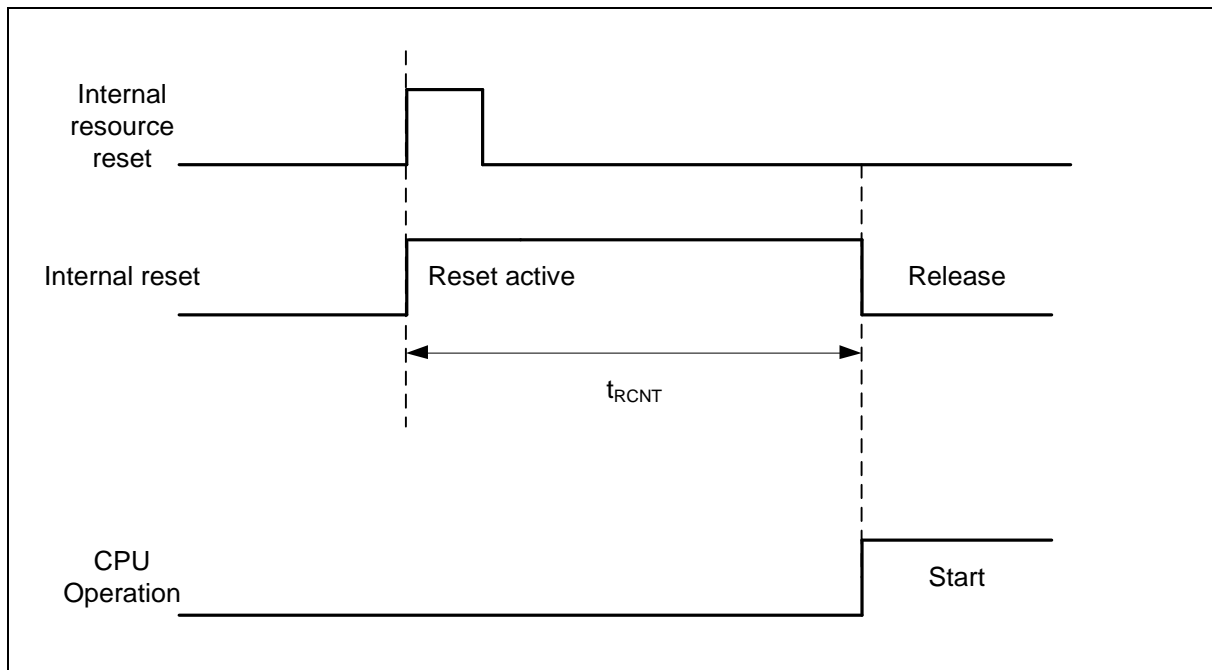 Internal
resource
reset
Internal reset
Reset active
Release
tRCNT
CPU
Operation
Start